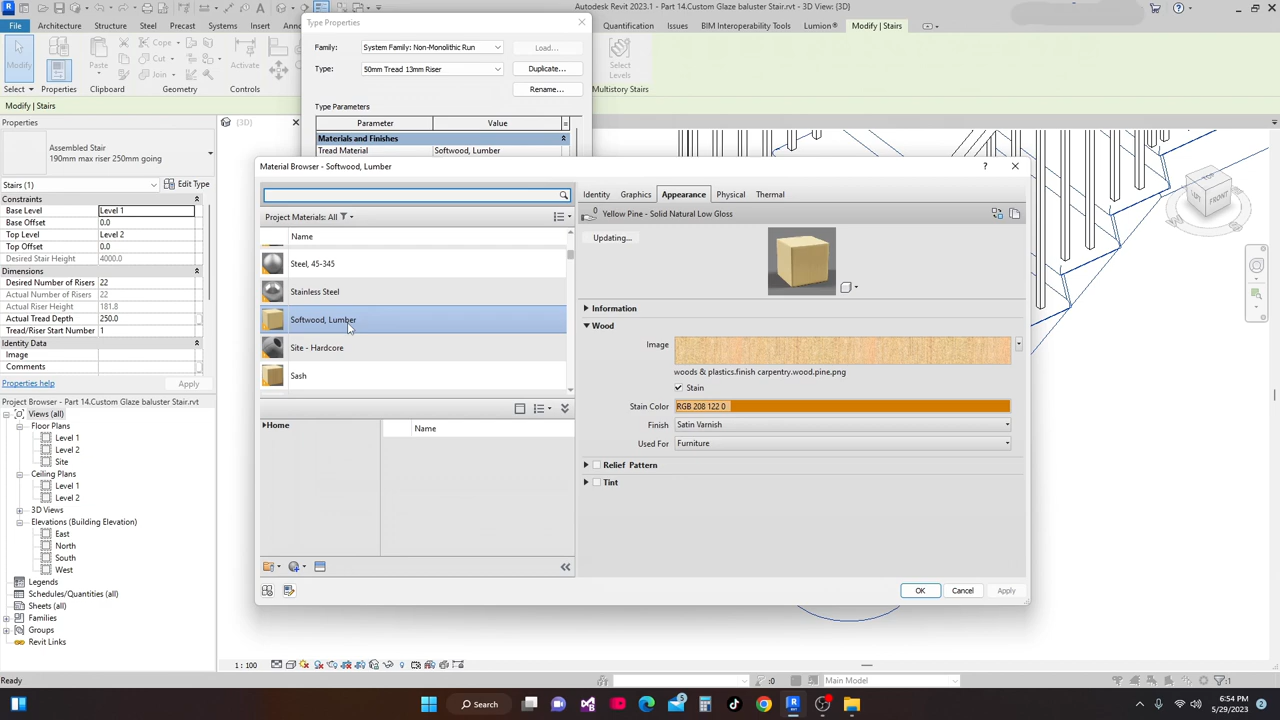 Autodesk Revit 2023.1 - Part 14.Custom Glaze baluster Stair.rvt - 3D View: {3D}
File Architecture Structure Steel Precast Systems Insert
Quantification Issues BIM Interoperability Tools Lumion® Modify | Stairs
Modify Paste Cope Cut Join Activate Select Levels
Select Properties Clipboard Geometry Controls Multistory Stairs
Modify | Stairs
Type Properties
Family: System Family: Non-Monolithic Run Load...
Type: 50mm Tread 13mm Riser Duplicate...
Rename...
Type Parameters
Parameter Value =
Materials and Finishes
Tread Material Softwood, Lumber
Properties
{3D}
Assembled Stair
190mm max riser 250mm going
Stairs (1) Edit Type
Constraints
Base Level Level 1
Base Offset 0.0
Top Level Level 2
Top Offset 0.0
Desired Stair Height 4000.0
Dimensions
Desired Number of Risers 22
Actual Number of Risers 22
Actual Riser Height 181.8
Actual Tread Depth 250.0
Tread/Riser Start Number 1
Identity Data
Image
Comments
Properties help Apply
Project Browser - Part 14.Custom Glaze baluster Stair.rvt
Views (all)
Floor Plans
Level 1
Level 2
Site
Ceiling Plans
Level 1
Level 2
3D Views
Elevations (Building Elevation)
East
North
South
West
Legends
Schedules/Quantities (all)
Sheets (all)
Families
Groups
Revit Links
Material Browser - Softwood, Lumber
Project Materials: All
Name
Steel, 45-345
Stainless Steel
Softwood, Lumber
Site - Hardcore
Sash
Home
Name
Identity Graphics Appearance Physical Thermal
Yellow Pine - Solid Natural Low Gloss
Updating...
Information
Wood
Image
woods & plastics.finish carpentry.wood.pine.png
Stain
Stain Color RGB 208 122 0
Finish Satin Varnish
Used For Furniture
Relief Pattern
Tint
OK Cancel Apply
TOP
FRONT
1 : 100
Ready :0 Main Model :1
Search
6:54 PM
5/29/2023